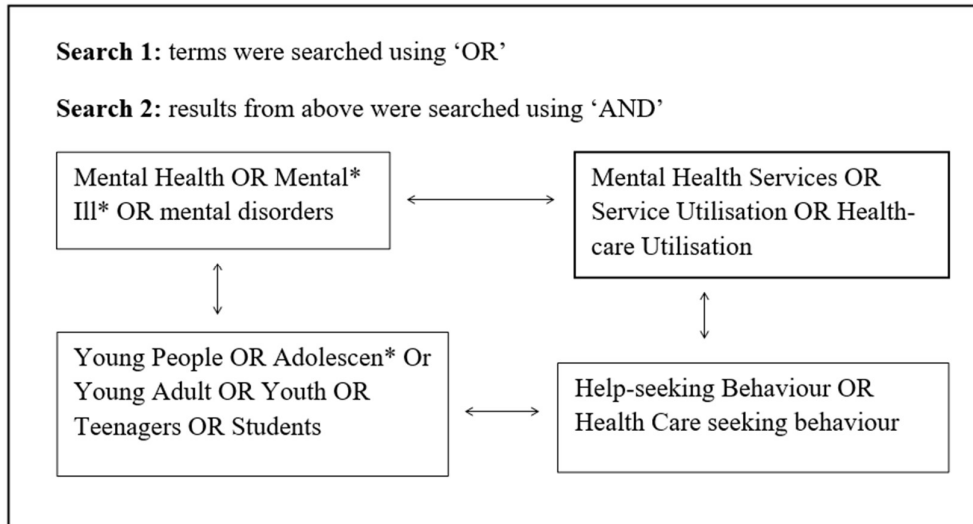 Search 1: terms were searched using ‘OR’
Search 2: results from above were searched using ‘AND’
Mental Health OR Mental*
Ill* OR mental disorders
Mental Health Services OR
Service Utilisation OR Health-
care Utilisation
Young People OR Adolescen* Or
Young Adult OR Youth OR
Teenagers OR Students
Help-seeking Behaviour OR
Health Care seeking behaviour